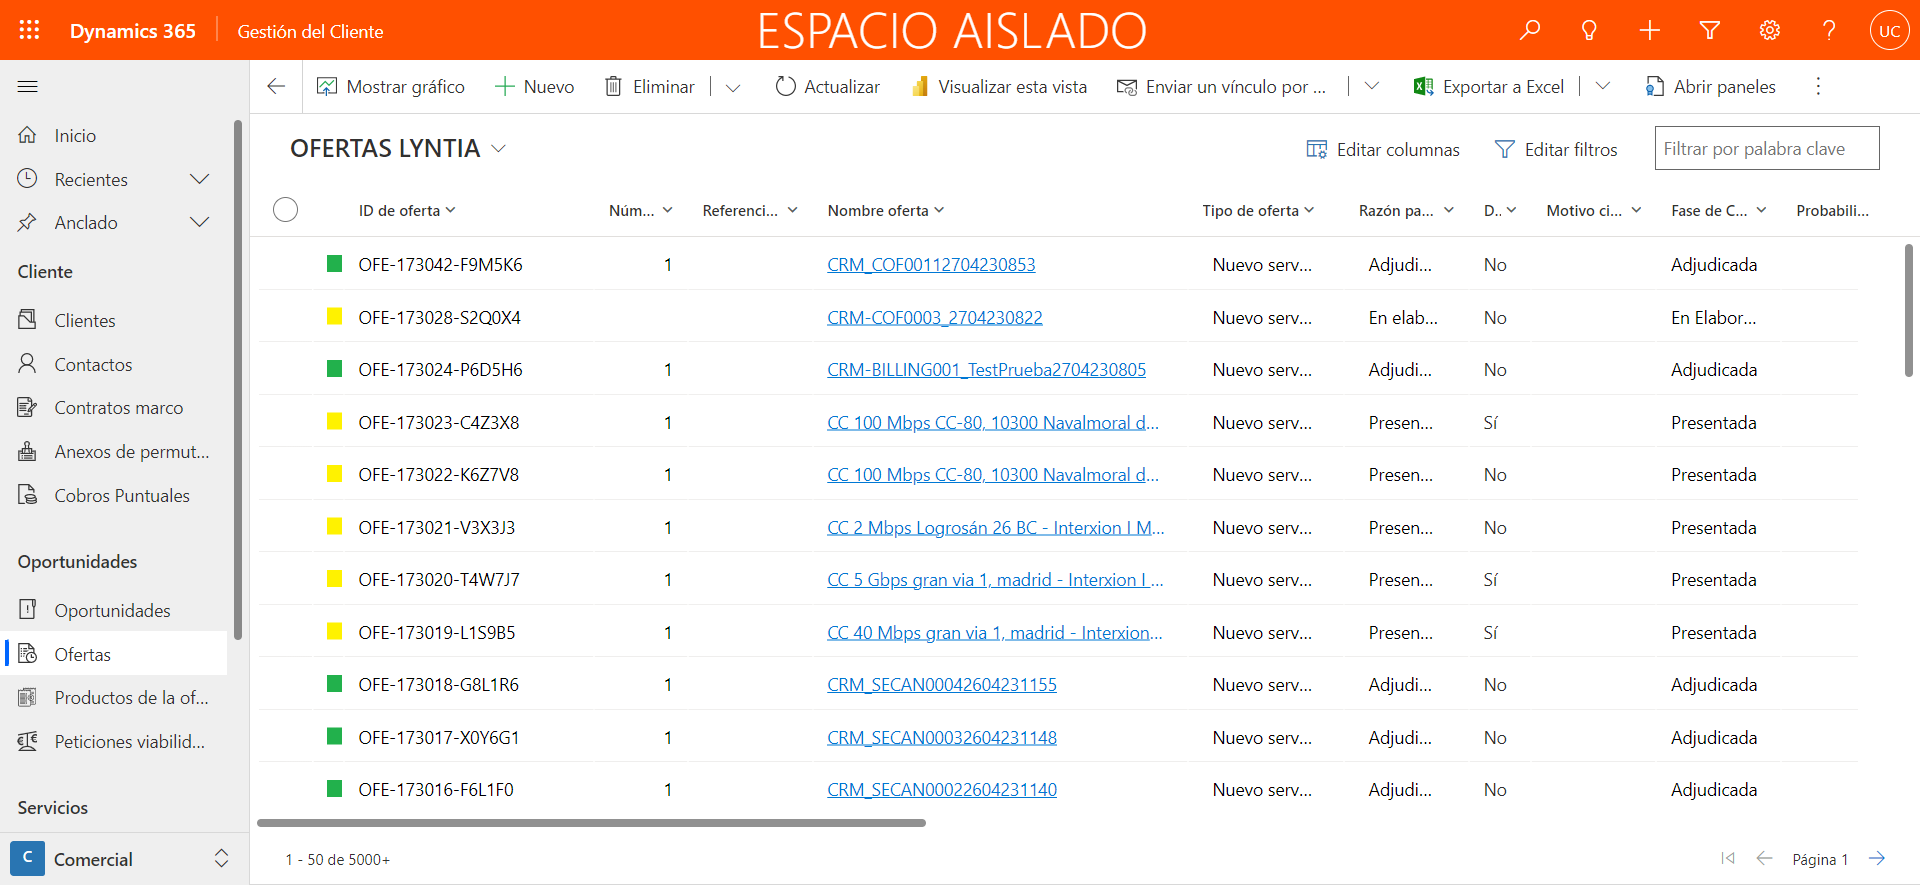 Dynamics 365
Gestión del Cliente
ESPACIO AISLADO
UC
Mostrar gráfico
Nuevo
Eliminar
Actualizar
Visualizar esta vista
Enviar un vínculo por ...
Exportar a Excel
Abrir paneles
Inicio
Recientes
Anclado
Cliente
Clientes
Contactos
Contratos marco
Anexos de permut...
Cobros Puntuales
Oportunidades
Oportunidades
Ofertas
Productos de la of...
Peticiones viabilid...
Servicios
C Comercial
OFERTAS LYNTIA
Editar columnas
Editar filtros
Filtrar por palabra clave
ID de oferta Núm... Referenci... Nombre oferta Tipo de oferta Razón pa... D.. Motivo ci... Fase de C... Probabili...
OFE-173042-F9M5K6 1 CRM_COF00112704230853 Nuevo serv... Adjudi... No Adjudicada
OFE-173028-S2Q0X4 CRM-COF0003_2704230822 Nuevo serv... En elab... No En Elabor...
OFE-173024-P6D5H6 1 CRM-BILLING001_TestPrueba2704230805 Nuevo serv... Adjudi... No Adjudicada
OFE-173023-C4Z3X8 1 CC 100 Mbps CC-80, 10300 Navalmoral d... Nuevo serv... Presen... Sí Presentada
OFE-173022-K6Z7V8 1 CC 100 Mbps CC-80, 10300 Navalmoral d... Nuevo serv... Presen... No Presentada
OFE-173021-V3X3J3 1 CC 2 Mbps Logrosán 26 BC - Interxion I M... Nuevo serv... Presen... No Presentada
OFE-173020-T4W7J7 1 CC 5 Gbps gran via 1, madrid - Interxion I ... Nuevo serv... Presen... Sí Presentada
OFE-173019-L1S9B5 1 CC 40 Mbps gran via 1, madrid - Interxion... Nuevo serv... Presen... Sí Presentada
OFE-173018-G8L1R6 1 CRM_SECAN00042604231155 Nuevo serv... Adjudi... No Adjudicada
OFE-173017-X0Y6G1 1 CRM_SECAN00032604231148 Nuevo serv... Adjudi... No Adjudicada
OFE-173016-F6L1F0 1 CRM_SECAN00022604231140 Nuevo serv... Adjudi... No Adjudicada
1 - 50 de 5000+
Página 1